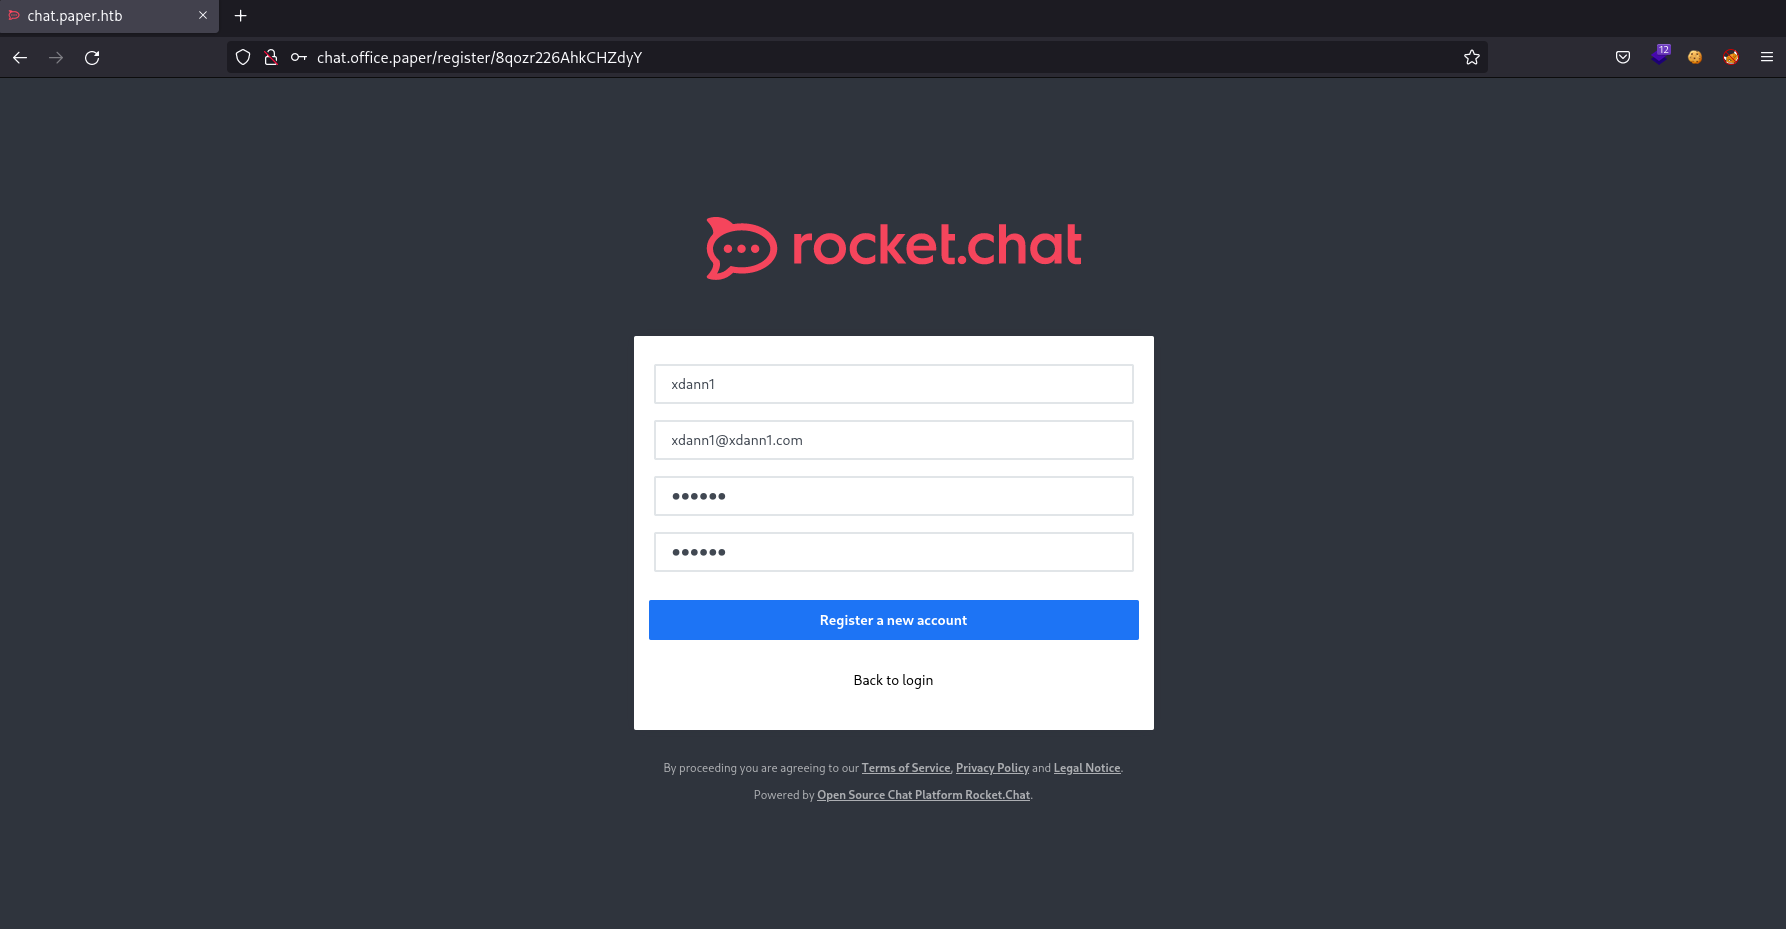 chat.paper.htb
chat.office.paper/register/8qozr226AhkCHZdyY
12
rocket.chat
xdann1
xdann1@xdann1.com
●●●●●●
●●●●●●
Register a new account
Back to login
By proceeding you are agreeing to our Terms of Service, Privacy Policy and Legal Notice.
Powered by Open Source Chat Platform Rocket.Chat.